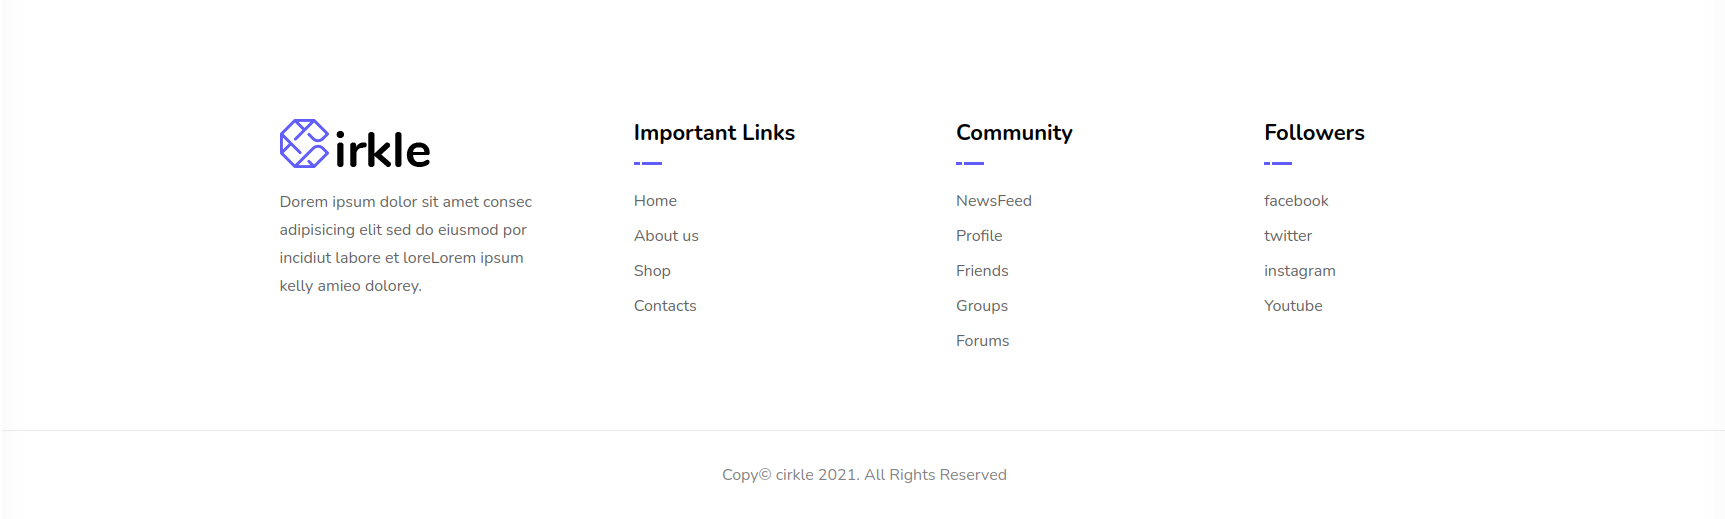 irkle
Dorem ipsum dolor sit amet consec
adipisicing elit sed do eiusmod por
incidiut labore et loreLorem ipsum
kelly amieo dolorey.
Important Links
Home
About us
Shop
Contacts
Community
NewsFeed
Profile
Friends
Groups
Forums
Followers
facebook
twitter
instagram
Youtube
Copy© cirkle 2021. All Rights Reserved